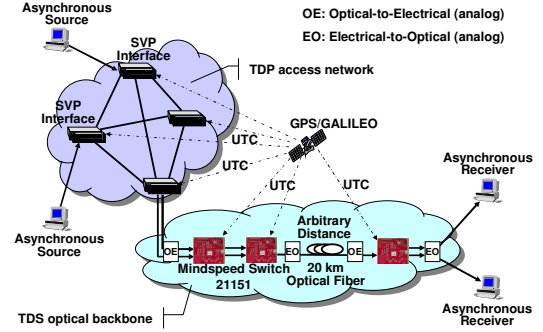 Asynchronous
Source
OE: Optical-to-Electrical (analog)
EO: Electrical-to-Optical (analog)
SVP
Interface
TDP access network
SVP
Interface
GPS/GALILEO
UTC
UTC
UTC
UTC
Asynchronous
Receiver
Asynchronous
Source
Arbitrary
Distance
OE
EO
OE
EO
Mindspeed Switch
21151
20 km
Optical Fiber
TDS optical backbone
Asynchronous
Receiver